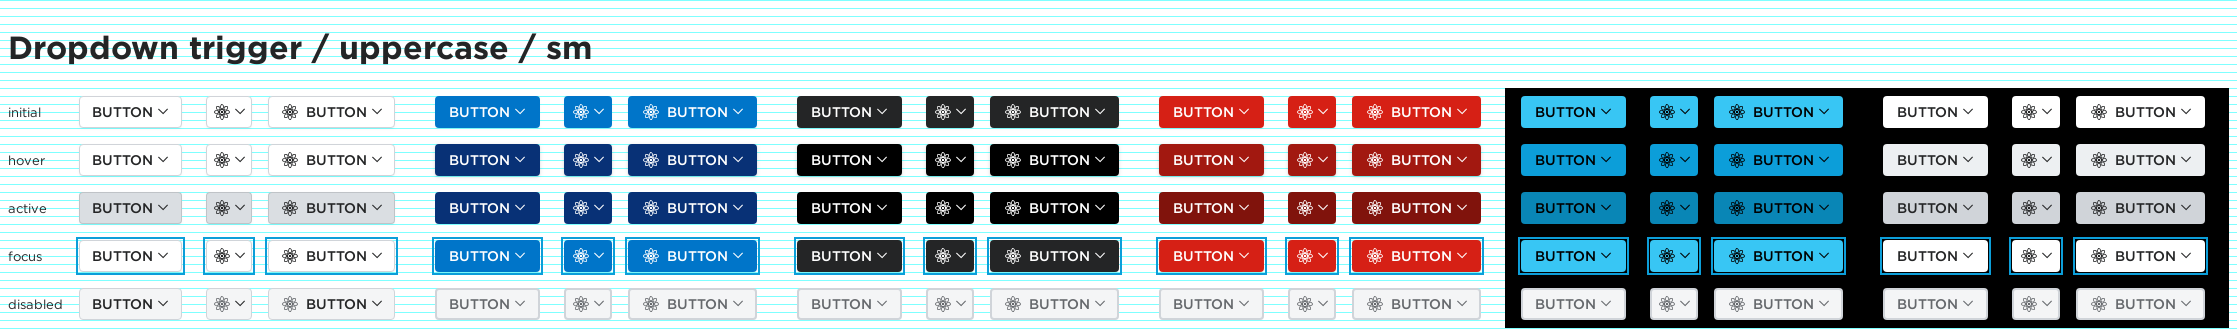 Dropdown trigger / uppercase / sm
initial BUTTON BUTTON BUTTON BUTTON BUTTON BUTTON BUTTON BUTTON BUTTON BUTTON BUTTON BUTTON
hover BUTTON BUTTON BUTTON BUTTON BUTTON BUTTON BUTTON BUTTON BUTTON BUTTON BUTTON BUTTON
active BUTTON BUTTON BUTTON BUTTON BUTTON BUTTON BUTTON BUTTON BUTTON BUTTON BUTTON BUTTON
focus BUTTON BUTTON BUTTON BUTTON BUTTON BUTTON BUTTON BUTTON BUTTON BUTTON BUTTON BUTTON
disabled BUTTON BUTTON BUTTON BUTTON BUTTON BUTTON BUTTON BUTTON BUTTON BUTTON BUTTON BUTTON